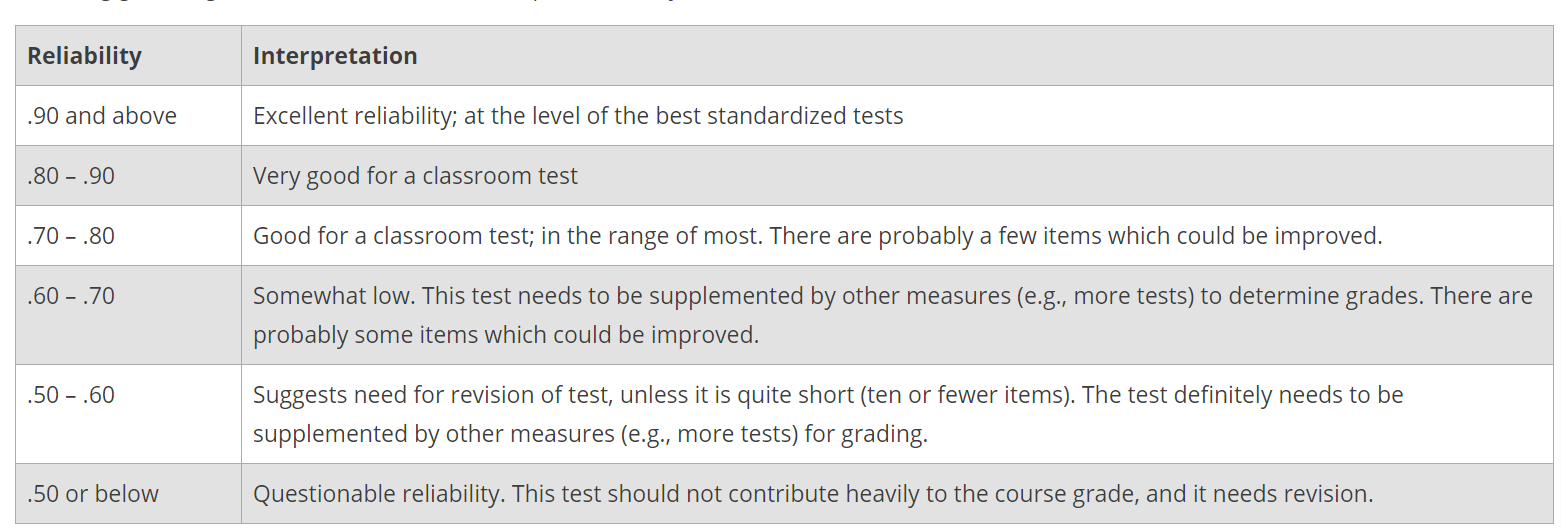 Reliability Interpretation
.90 and above Excellent reliability; at the level of the best standardized tests
.80 – .90 Very good for a classroom test
.70 – .80 Good for a classroom test; in the range of most. There are probably a few items which could be improved.
.60 – .70 Somewhat low. This test needs to be supplemented by other measures (e.g., more tests) to determine grades. There are
probably some items which could be improved.
.50 – .60 Suggests need for revision of test, unless it is quite short (ten or fewer items). The test definitely needs to be
supplemented by other measures (e.g., more tests) for grading.
.50 or below Questionable reliability. This test should not contribute heavily to the course grade, and it needs revision.